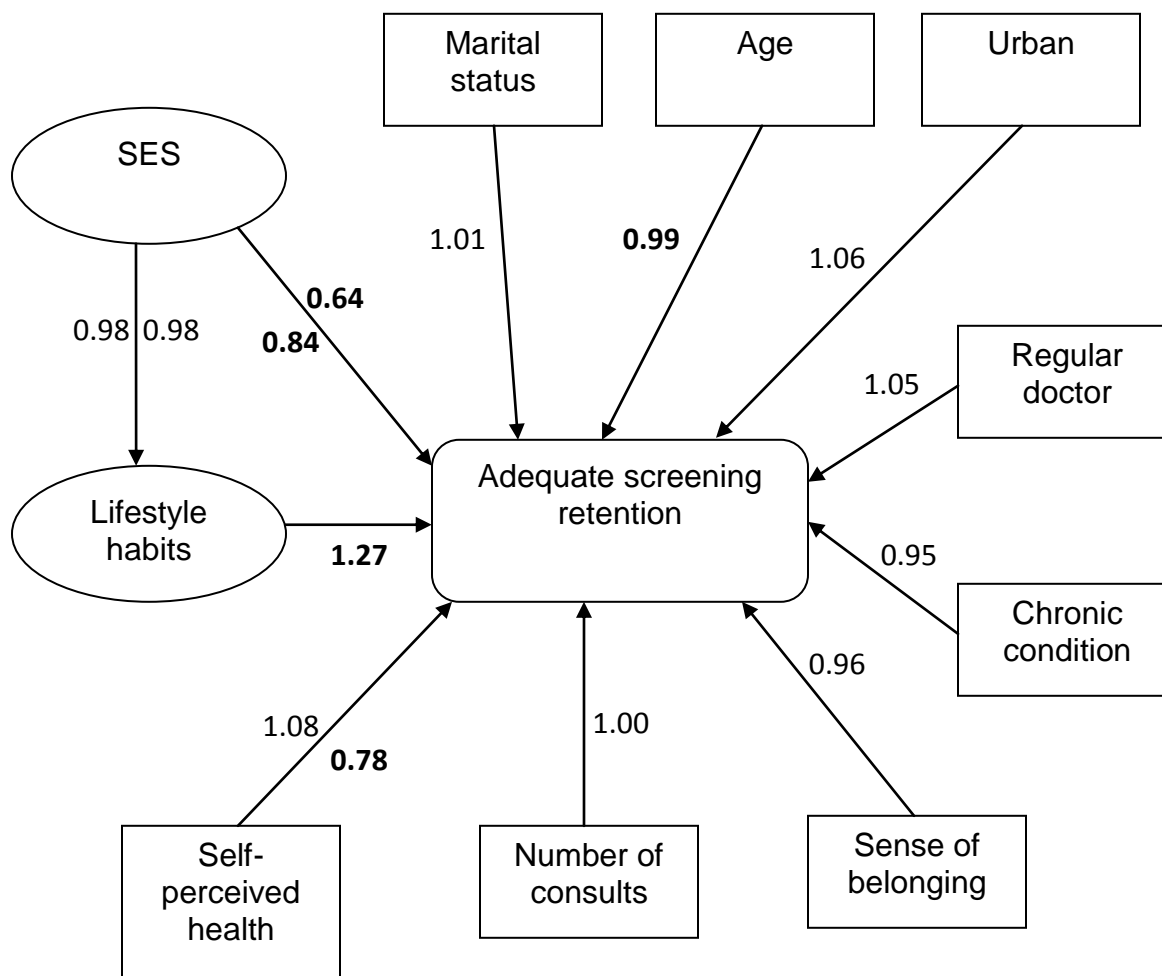 Marital
status
Age
Urban
SES
1.01
0.99
1.06
0.64
0.84
0.98
0.98
Regular
doctor
1.05
Adequate screening
retention
Lifestyle
habits
1.27
0.95
Chronic
condition
1.08
0.78
1.00
0.96
Self-
perceived
health
Number of
consults
Sense of
belonging